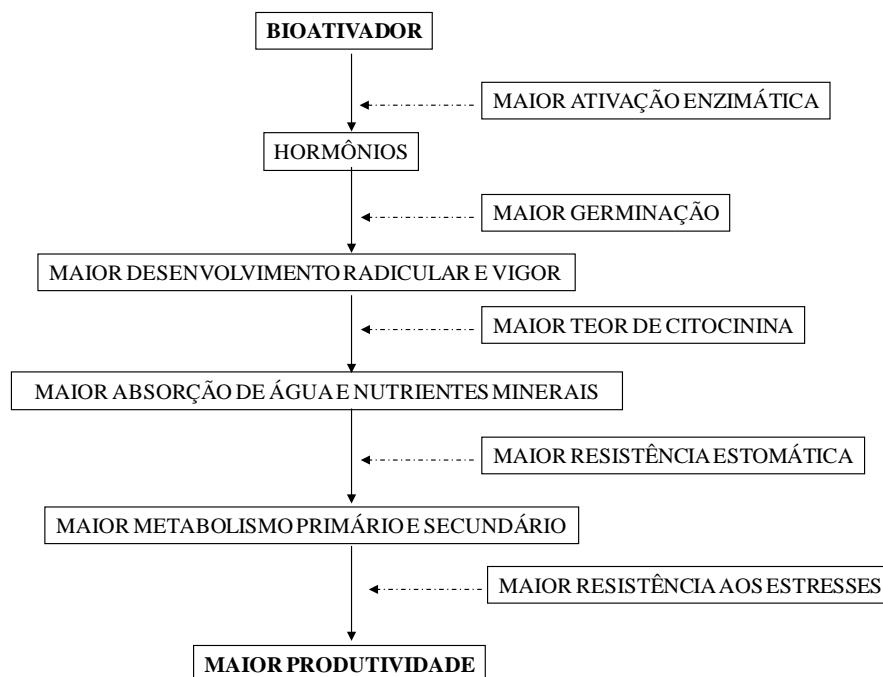 BIOATIVADOR
MAIOR ATIVAÇÃO ENZIMÁTICA
HORMÔNIOS
MAIOR GERMINAÇÃO
MAIOR DESENVOLVIMENTO RADICULAR E VIGOR
MAIOR TEOR DE CITOCININA
MAIOR ABSORÇÃO DE ÁGUA E NUTRIENTES MINERAIS
MAIOR RESISTÊNCIA ESTOMÁTICA
MAIOR METABOLISMO PRIMÁRIO E SECUNDÁRIO
MAIOR RESISTÊNCIA AOS ESTRESSES
MAIOR PRODUTIVIDADE